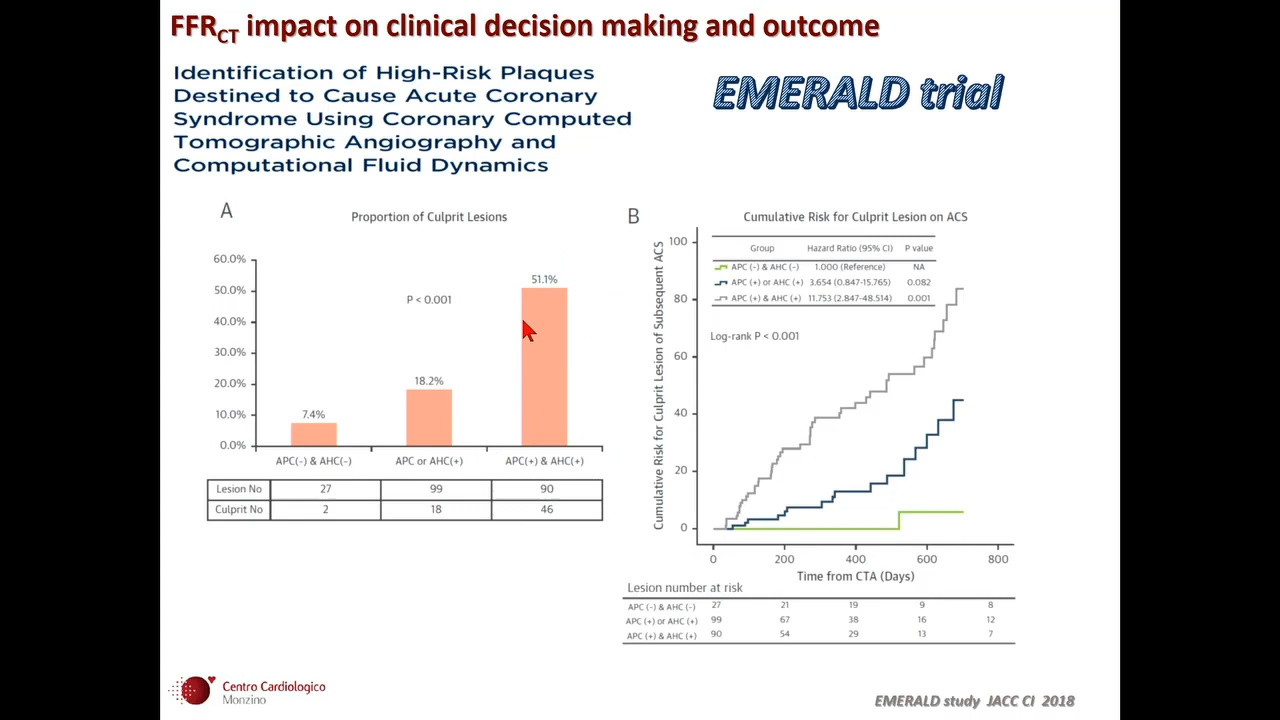 FFRCT impact on clinical decision making and outcome
Identification of High-Risk Plaques
Destined to Cause Acute Coronary
Syndrome Using Coronary Computed
Tomographic Angiography and
Computational Fluid Dynamics
EMERALD trial
A
Proportion of Culprit Lesions
60.0%
50.0%
40.0%
30.0%
20.0%
10.0%
0.0%
P < 0.001
7.4%
18.2%
51.1%
APC(-) & AHC(-) APC or AHC(+) APC(+) & AHC(+)
Lesion No 27 99 90
Culprit No 2 18 46
B
Cumulative Risk for Culprit Lesion on ACS
Cumulative Risk for Culprit Lesion of Subsequent ACS
100
80
60
40
20
0
Group Hazard Ratio (95% CI) P value
APC (-) & AHC (-) 1.000 (Reference) NA
APC (+) or AHC (+) 3.654 (0.847-15.765) 0.082
APC (+) & AHC (+) 11.753 (2.847-48.514) 0.001
Log-rank P < 0.001
0 200 400 600 800
Time from CTA (Days)
Lesion number at risk
APC (-) & AHC (-) 27 21 19 9 8
APC (+) or AHC (+) 99 67 38 16 12
APC (+) & AHC (+) 90 54 29 13 7
Centro Cardiologico
Monzino
EMERALD study JACC CI 2018